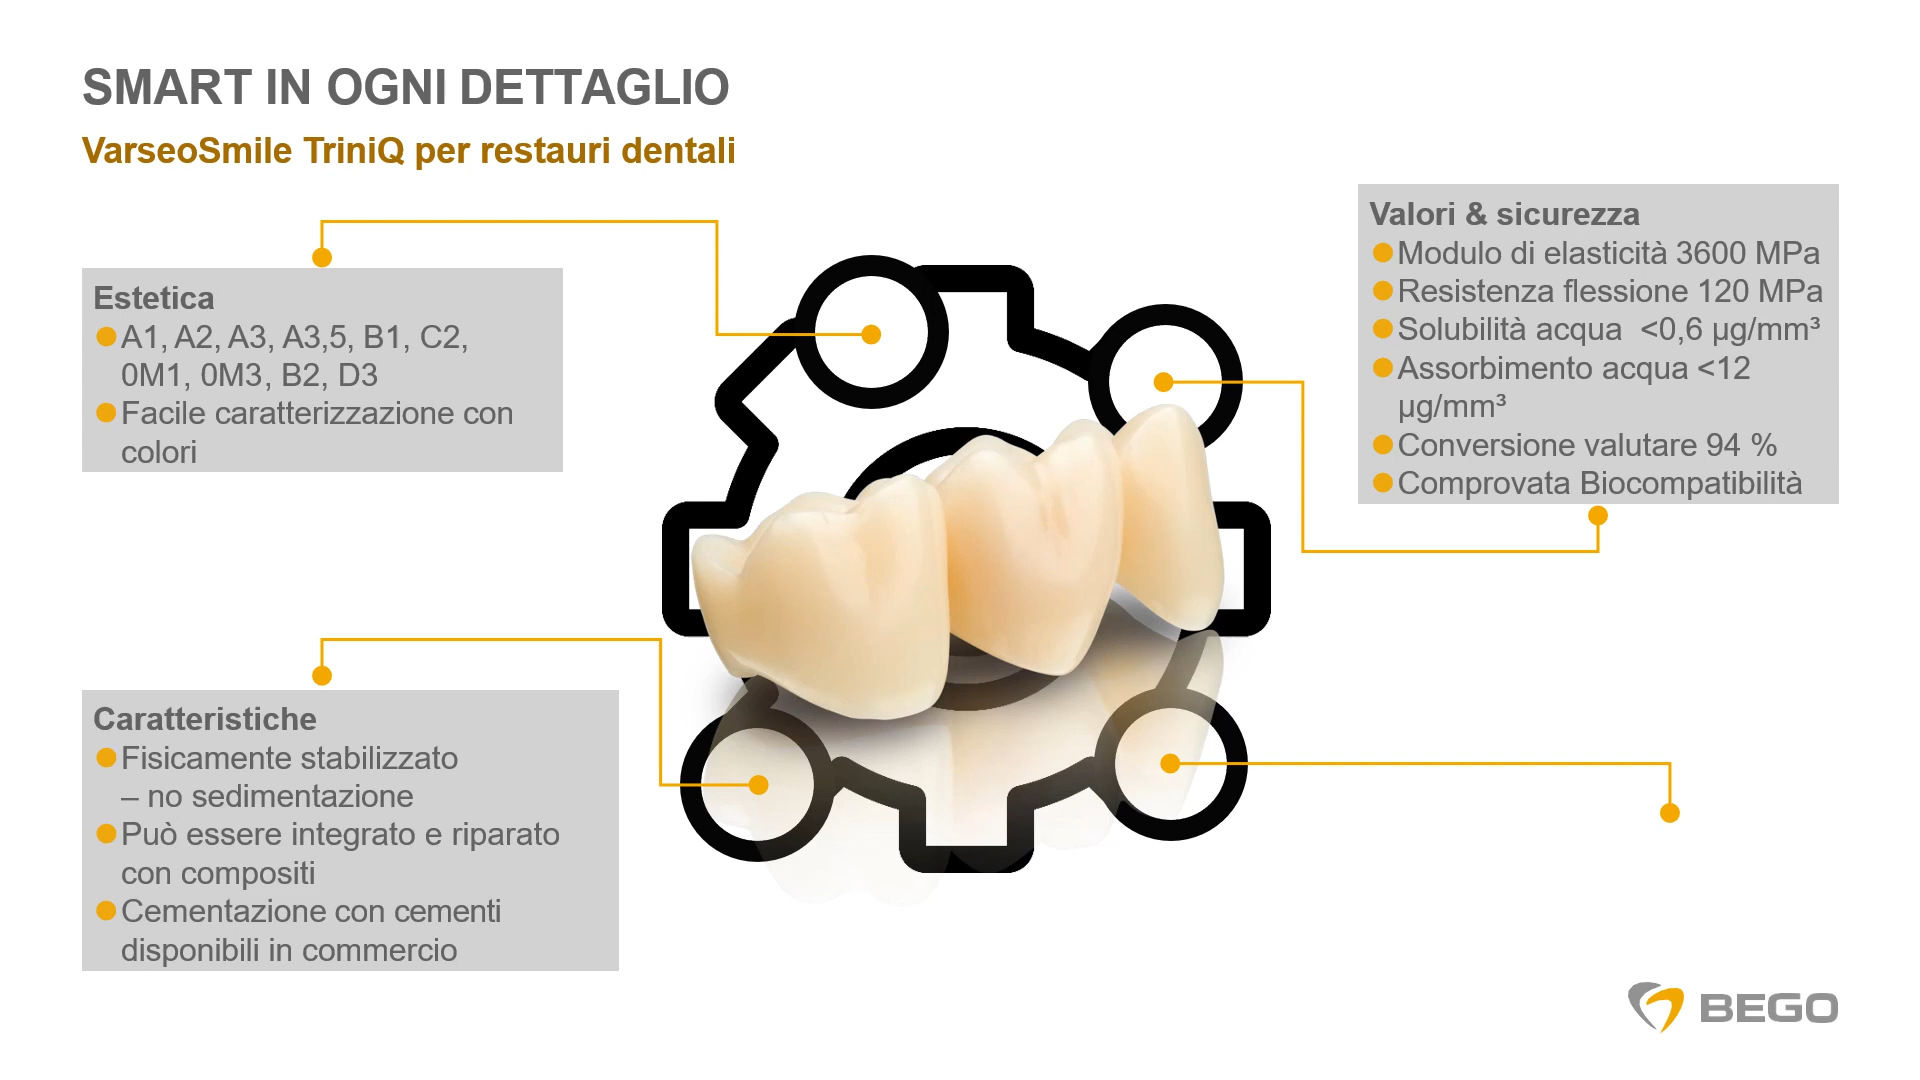 SMART IN OGNI DETTAGLIO
VarseoSmile TriniQ per restauri dentali
Estetica
A1, A2, A3, A3,5, B1, C2,
0M1, 0M3, B2, D3
Facile caratterizzazione con
colori
Valori & sicurezza
Modulo di elasticità 3600 MPa
Resistenza flessione 120 MPa
Solubilità acqua  <0,6 µg/mm³
Assorbimento acqua <12
µg/mm³
Conversione valutare 94 %
Comprovata Biocompatibilità
Caratteristiche
Fisicamente stabilizzato
– no sedimentazione
Può essere integrato e riparato
con compositi
Cementazione con cementi
disponibili in commercio
BEGO